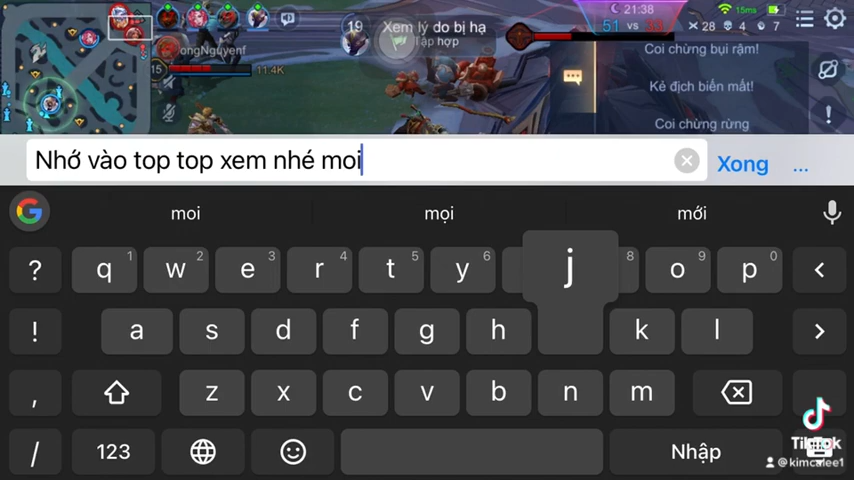 15ms
21:38
51 vs
28 4 7
19
Xem lý do bị hạ
Tập hợp
ongNguyenf
15
11.4K
Coi chừng bụi rậm!
Kẻ địch biến mất!
Coi chừng rừng
Nhớ vào top top xem nhé moi
Xong ...
moi mọi mới
? q 1 w 2 e 3 r 4 t 5 y 6 j 8 o 9 p 0 <
! a s d f g h k l >
, z x c v b n m
/ 123 Nhập
TikTok
@kimcalee1